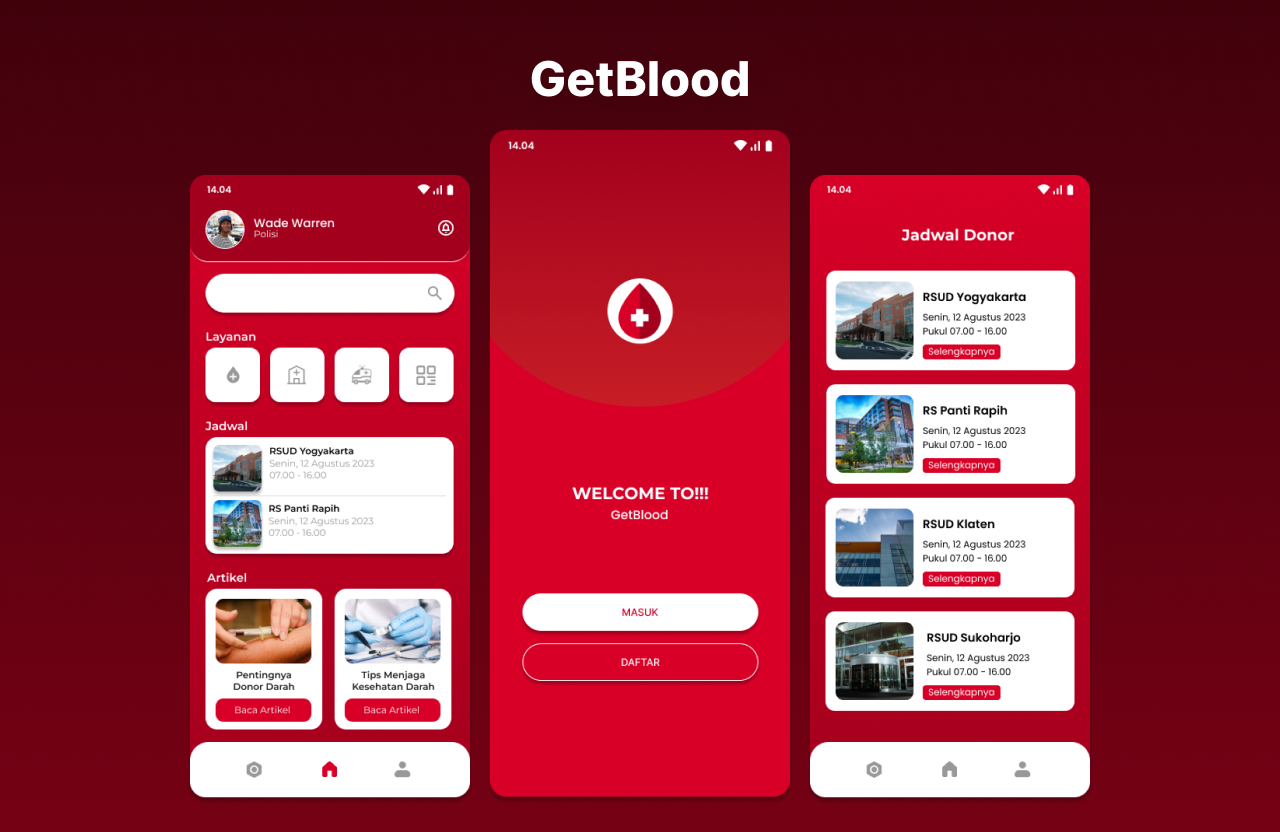 GetBlood
14.04
Wade Warren
Polisi
Layanan
Jadwal
RSUD Yogyakarta
Senin, 12 Agustus 2023
07.00 - 16.00
RS Panti Rapih
Senin, 12 Agustus 2023
07.00 - 16.00
Artikel
Pentingnya
Donor Darah
Baca Artikel
Tips Menjaga
Kesehatan Darah
Baca Artikel
14.04
WELCOME TO!!!
GetBlood
MASUK
DAFTAR
14.04
Jadwal Donor
RSUD Yogyakarta
Senin, 12 Agustus 2023
Pukul 07.00 - 16.00
Selengkapnya
RS Panti Rapih
Senin, 12 Agustus 2023
Pukul 07.00 - 16.00
Selengkapnya
RSUD Klaten
Senin, 12 Agustus 2023
Pukul 07.00 - 16.00
Selengkapnya
RSUD Sukoharjo
Senin, 12 Agustus 2023
Pukul 07.00 - 16.00
Selengkapnya